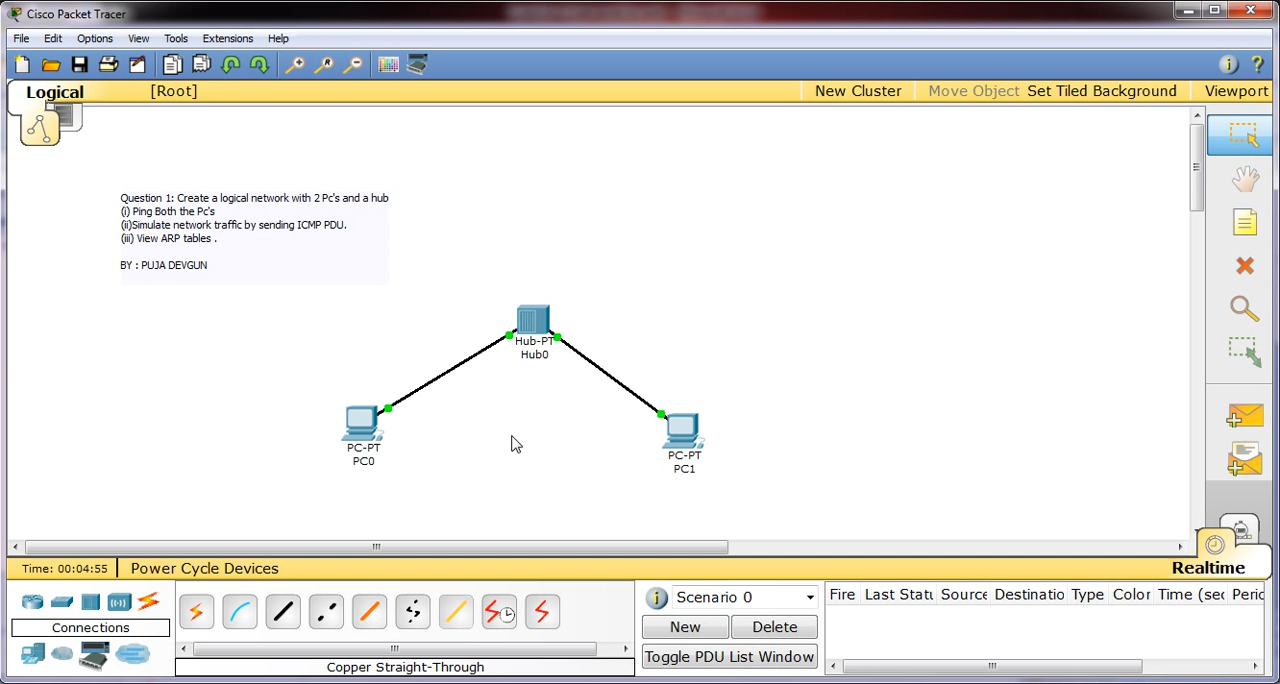 Cisco Packet Tracer
File Edit Options View Tools Extensions Help
Logical [Root] New Cluster Move Object Set Tiled Background Viewport
Question 1: Create a logical network with 2 Pc's and a hub
(i) Ping Both the Pc's
(ii)Simulate network traffic by sending ICMP PDU.
(iii) View ARP tables .
BY : PUJA DEVGUN
Hub-PT
Hub0
PC-PT
PC0
PC-PT
PC1
Time: 00:04:55 Power Cycle Devices Realtime
Connections
Copper Straight-Through
Scenario 0
New Delete
Toggle PDU List Window
Fire Last Statu Source Destinatio Type Color Time (sec Perio